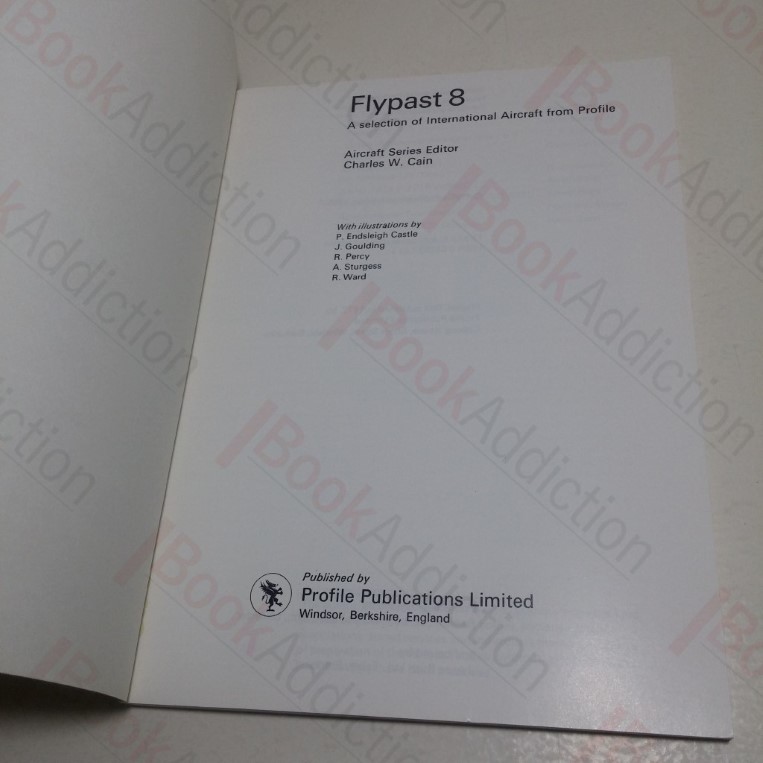 Flypast 8
A selection of International Aircraft from Profile
Aircraft Series Editor
Charles W. Cain
With illustrations by
P. Endsleigh Castle
J. Goulding
R. Percy
A. Sturgess
R. Ward
Published by
Profile Publications Limited
Windsor, Berkshire, England
BookAddiction